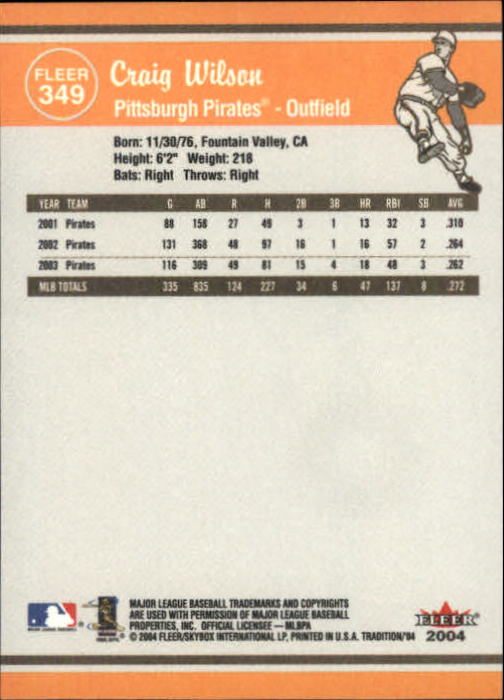 FLEER
349
Craig Wilson
Pittsburgh Pirates® - Outfield
Born: 11/30/76, Fountain Valley, CA
Height: 6'2" Weight: 218
Bats: Right Throws: Right
YEAR TEAM G AB R H 2B 3B HR RBI SB AVG
2001 Pirates 88 158 27 49 3 1 13 32 3 .310
2002 Pirates 131 368 48 97 16 1 16 57 2 .264
2003 Pirates 116 309 49 81 15 4 18 48 3 .262
MLB TOTALS 335 835 124 227 34 6 47 137 8 .272
MAJOR LEAGUE BASEBALL TRADEMARKS AND COPYRIGHTS
ARE USED WITH PERMISSION OF MAJOR LEAGUE BASEBALL
PROPERTIES, INC. OFFICIAL LICENSEE — MLBPA
© 2004 FLEER/SKYBOX INTERNATIONAL LP, PRINTED IN U.S.A. TRADITION/'04
FLEER
2004